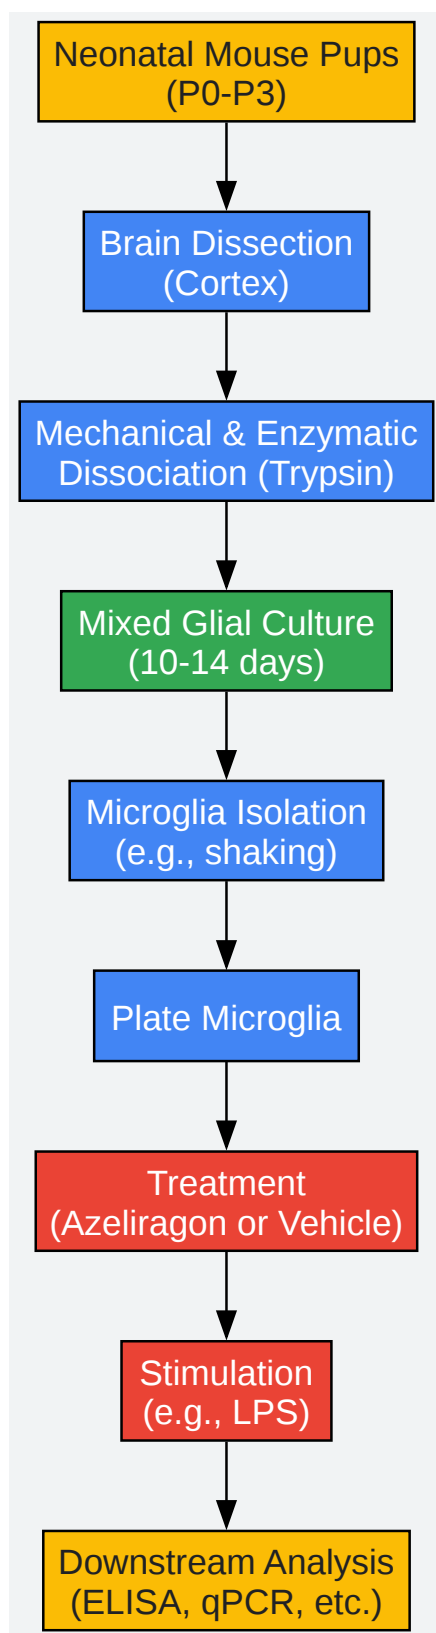 Neonatal Mouse Pups
(P0-P3)
Brain Dissection
(Cortex)
Mechanical & Enzymatic
Dissociation (Trypsin)
Mixed Glial Culture
(10-14 days)
Microglia Isolation
(e.g., shaking)
Plate Microglia
Treatment
(Azeliragon or Vehicle)
Stimulation
(e.g., LPS)
Downstream Analysis
(ELISA, qPCR, etc.)